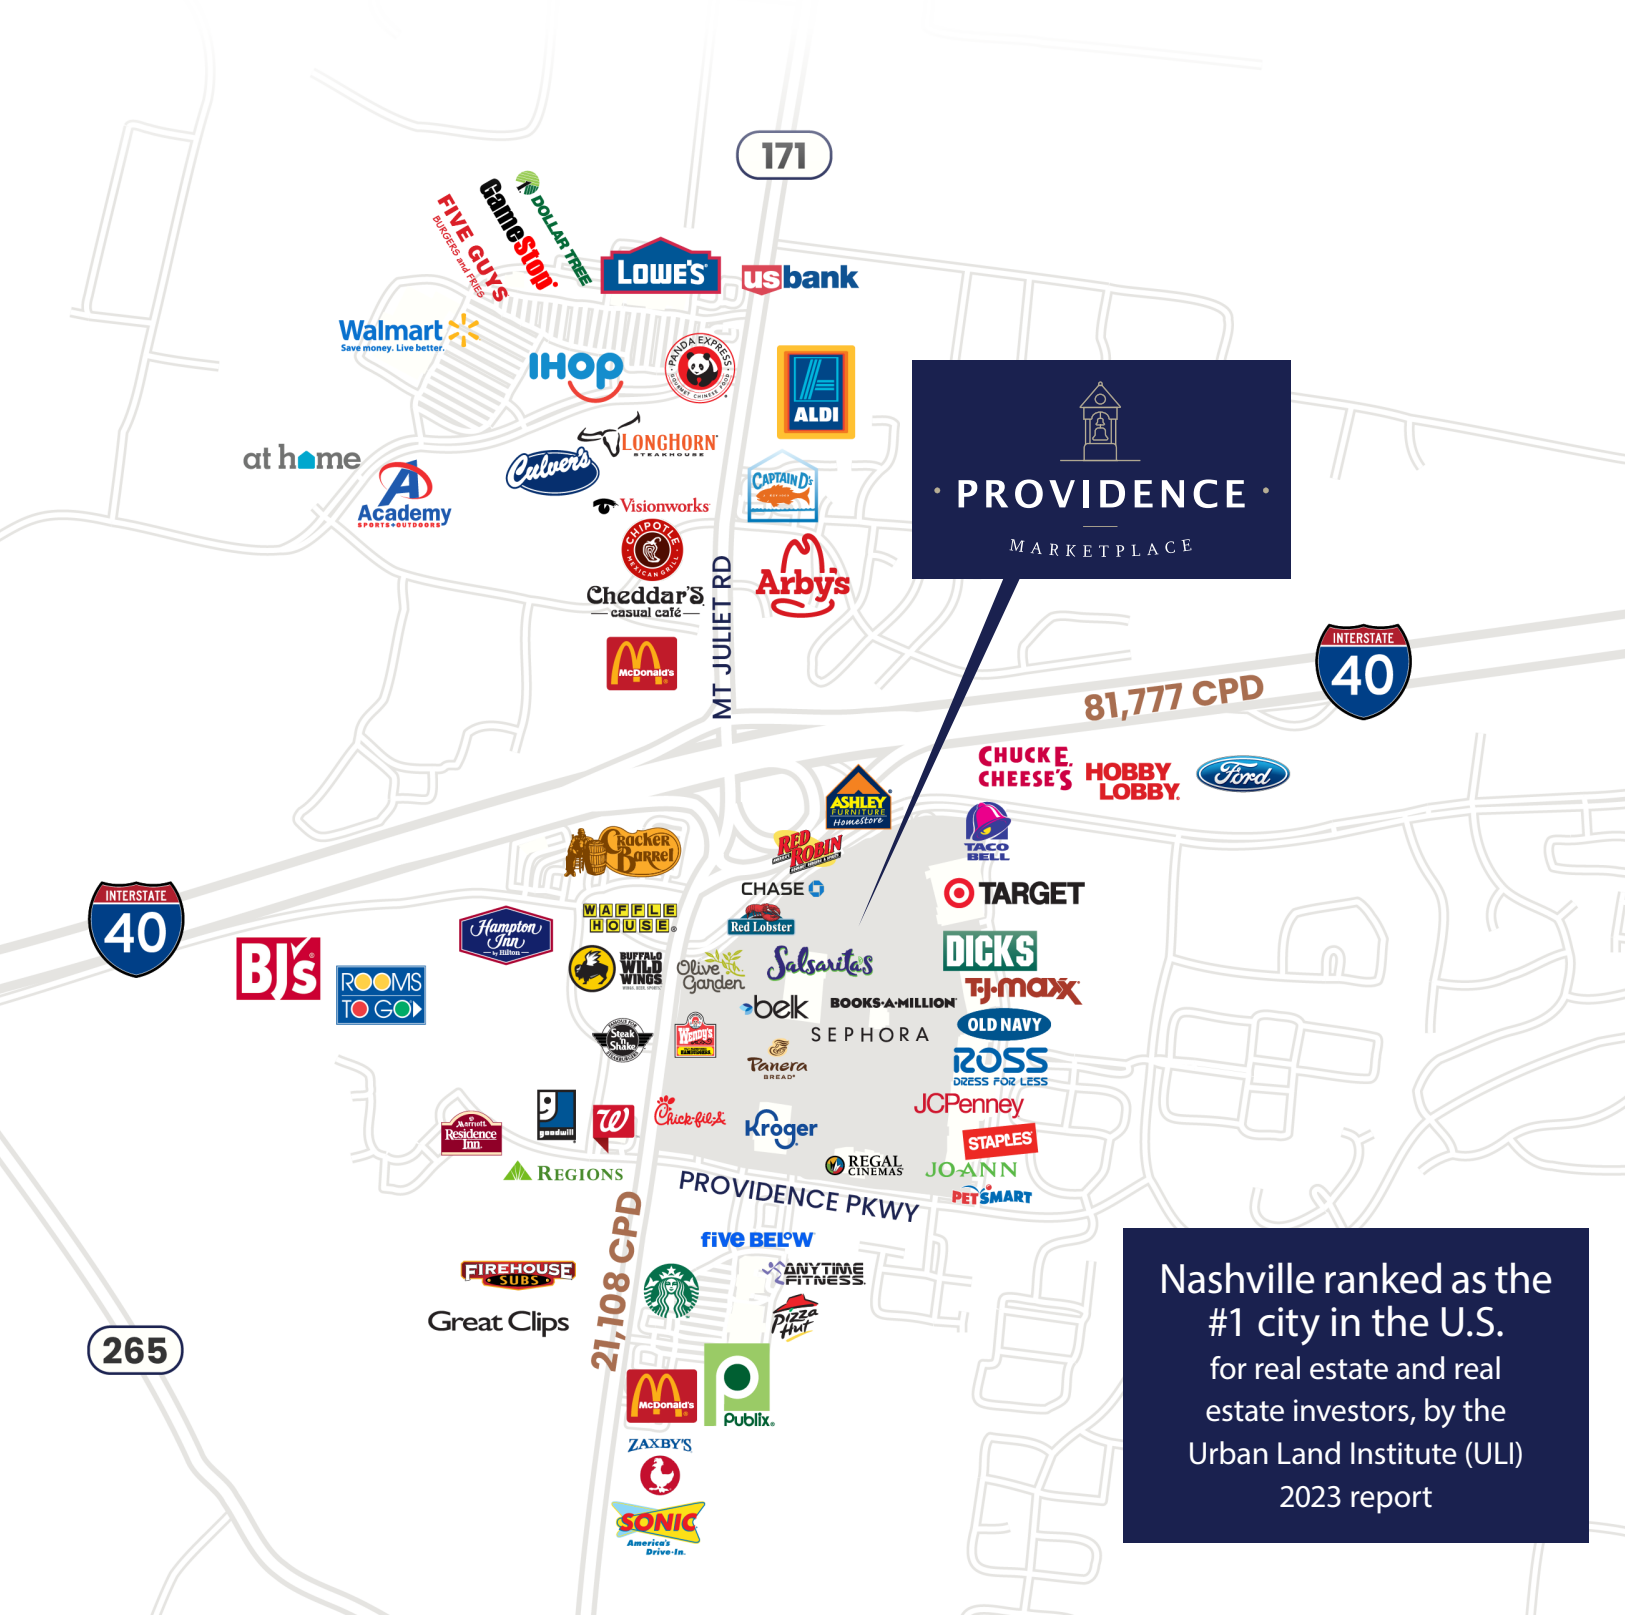 171
FIVE GUYS
BURGERS and FRIES
GameStop
DOLLAR TREE
LOWE'S
usbank
Walmart
Save money. Live better.
IHOP
PANDA EXPRESS
GOURMET CHINESE FOOD
ALDI
LONGHORN
STEAKHOUSE
at home
Academy
SPORTS+OUTDOORS
Culver's
CAPTAIN D's
Visionworks
CHIPOTLE
MEXICAN GRILL
Cheddar's
casual café
Arby's
McDonald's
MT JULIET RD
PROVIDENCE
MARKETPLACE
INTERSTATE
40
81,777 CPD
CHUCK E.
CHEESE'S
HOBBY
LOBBY
Ford
ASHLEY
FURNITURE
HomeStore
RED
ROBIN
TACO
BELL
Cracker
Barrel
CHASE
TARGET
INTERSTATE
40
Hampton
Inn
by Hilton
WAFFLE
HOUSE
Red Lobster
DICK'S
BJ's
ROOMS
TO GO
BUFFALO
WILD
WINGS
Olive
Garden
Salsarita's
T.J.maxx
belk
BOOKS·A·MILLION
OLD NAVY
SEPHORA
Steak
'n
Shake
Wendy's
Panera
BREAD
ROSS
DRESS FOR LESS
JCPenney
g
goodwill
W
Chick-fil-A
Kroger
STAPLES
Marriott
Residence
Inn
REGIONS
REGAL
CINEMAS
JO-ANN
PETSMART
PROVIDENCE PKWY
21,108 CPD
five BELOW
ANYTIME
FITNESS
FIREHOUSE
SUBS
Great Clips
Pizza
Hut
265
McDonald's
Publix
ZAXBY'S
SONIC
America's
Drive-In
Nashville ranked as the
#1 city in the U.S.
for real estate and real
estate investors, by the
Urban Land Institute (ULI)
2023 report